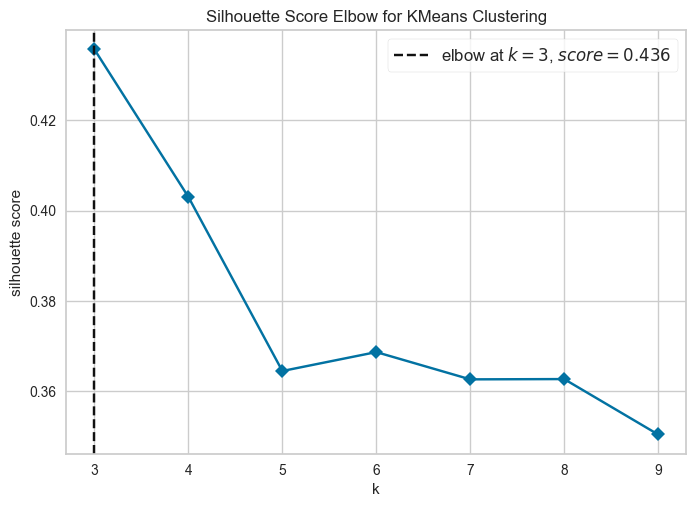 Silhouette Score Elbow for KMeans Clustering
elbow at k = 3, score = 0.436
silhouette score
0.42
0.40
0.38
0.36
3 4 5 6 7 8 9
k